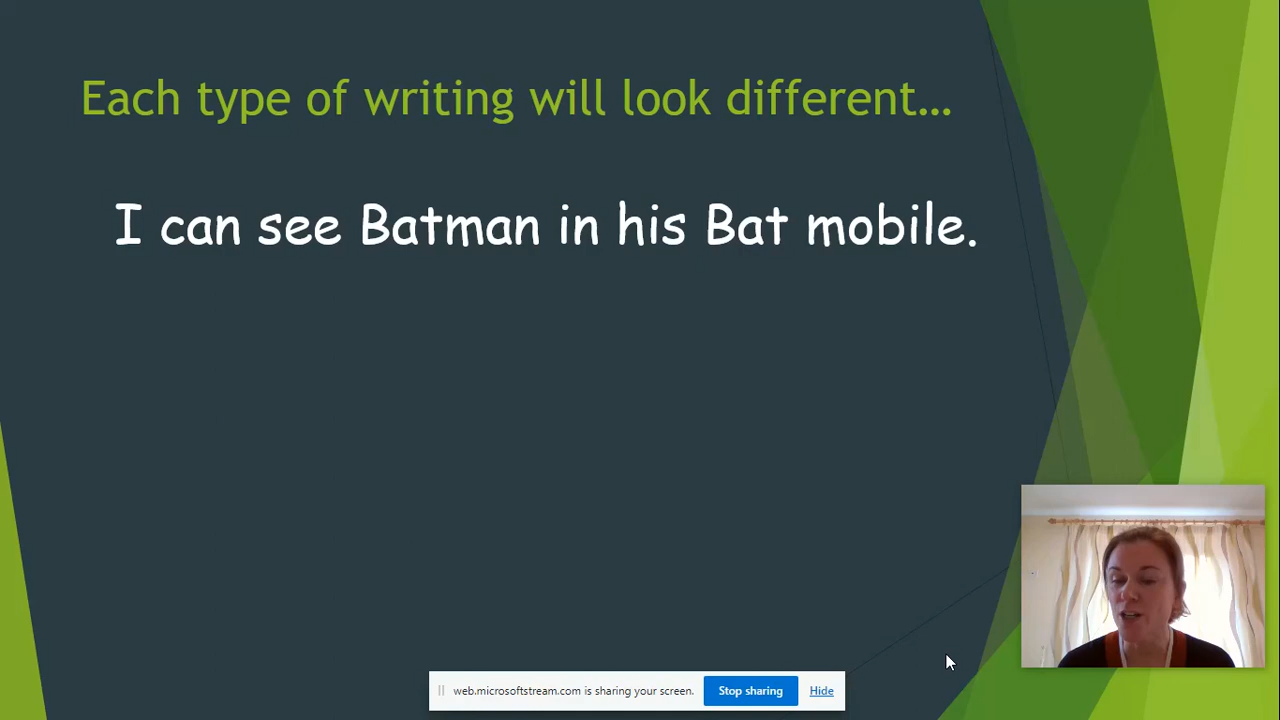 Each type of writing will look different…
I can see Batman in his Bat mobile.
web.microsoftstream.com is sharing your screen. Stop sharing Hide